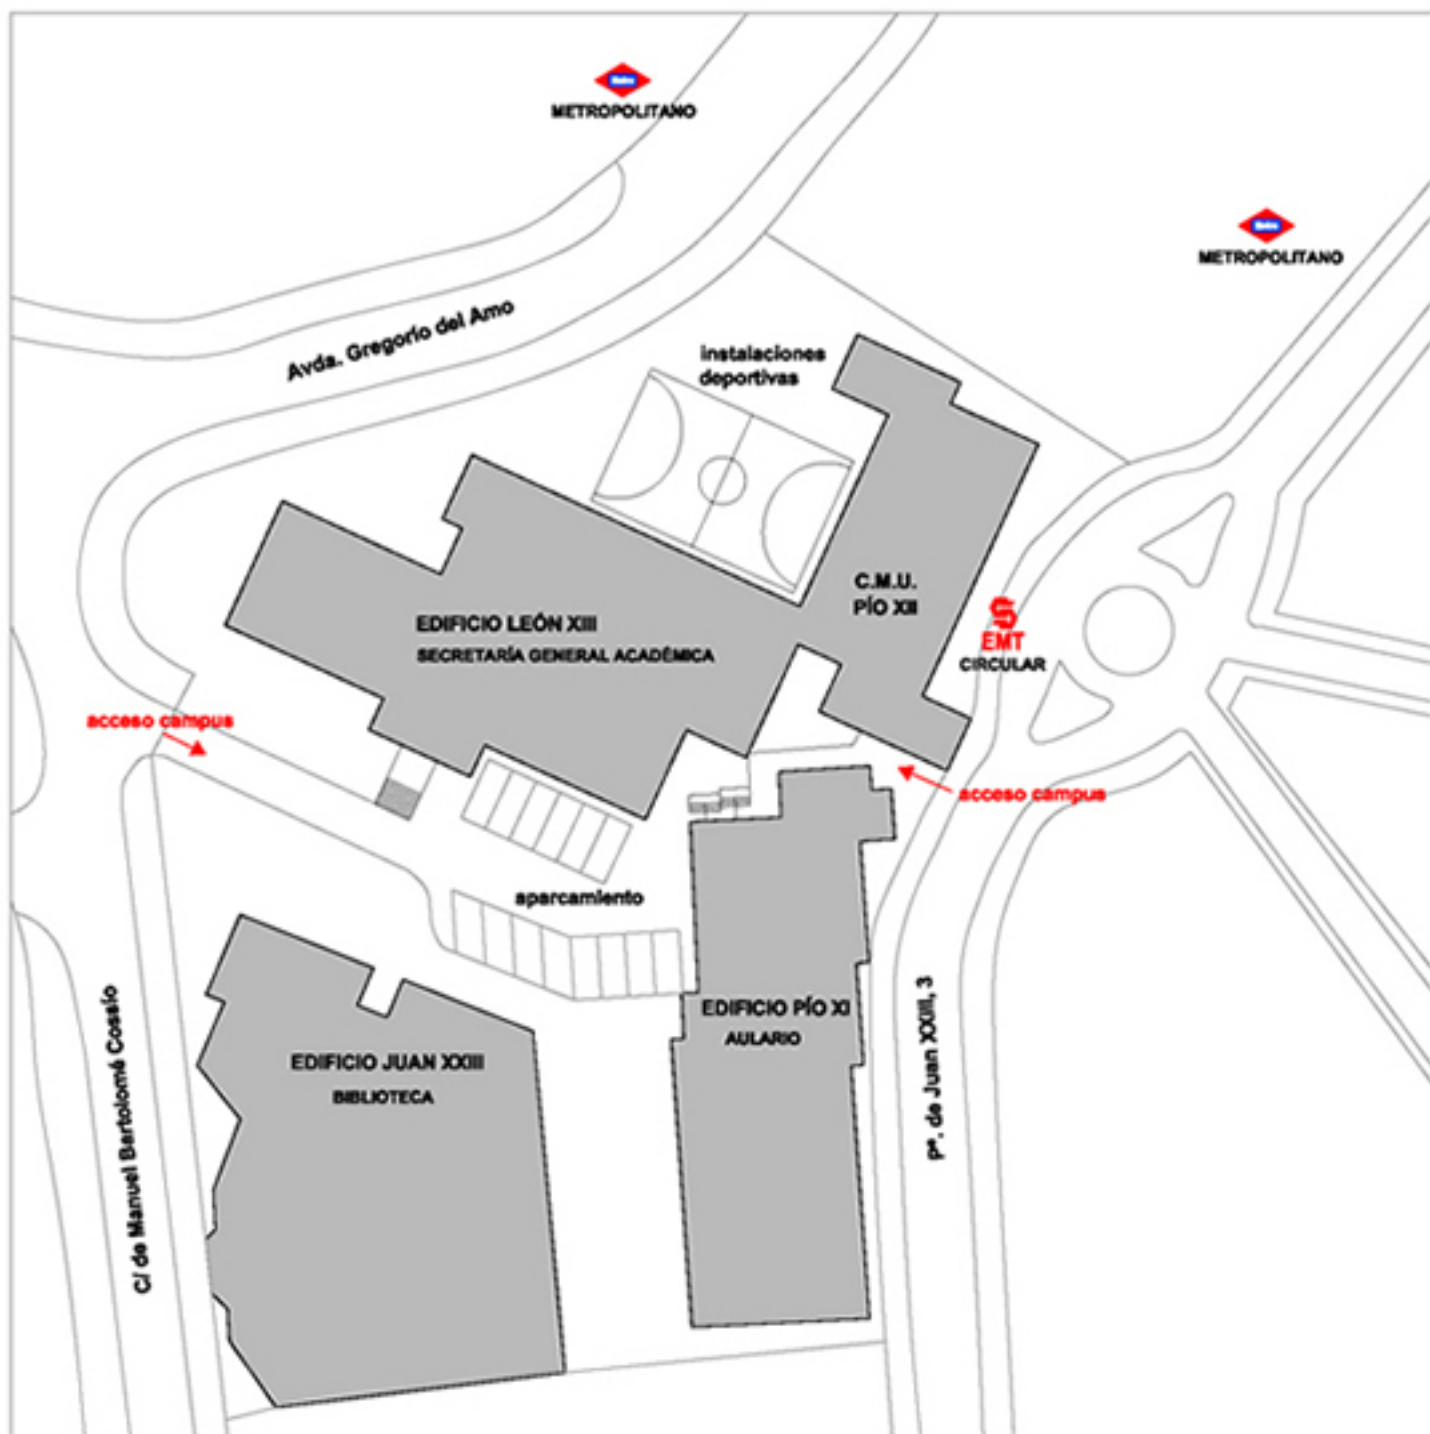 METROPOLITANO
METROPOLITANO
Avda. Gregorio del Amo
instalaciones
deportivas
C.M.U.
PÍO XII
EDIFICIO LEÓN XIII
SECRETARÍA GENERAL ACADÉMICA
EMT
CIRCULAR
acceso campus
acceso campus
aparcamiento
EDIFICIO PÍO XI
AULARIO
EDIFICIO JUAN XXIII
BIBLIOTECA
C/ de Manuel Bartolomé Cossío
Pº. de Juan XXIII, 3